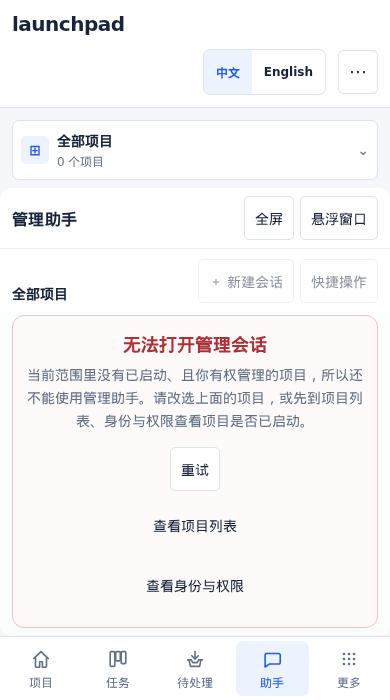 launchpad
中文 English ⋯
全部项目
0 个项目
管理助手 全屏 悬浮窗口
全部项目 + 新建会话 快捷操作
无法打开管理会话
当前范围里没有已启动、且你有权管理的项目，所以还
不能使用管理助手。请改选上面的项目，或先到项目列
表、身份与权限查看项目是否已启动。
重试
查看项目列表
查看身份与权限
项目 任务 待处理 助手 更多